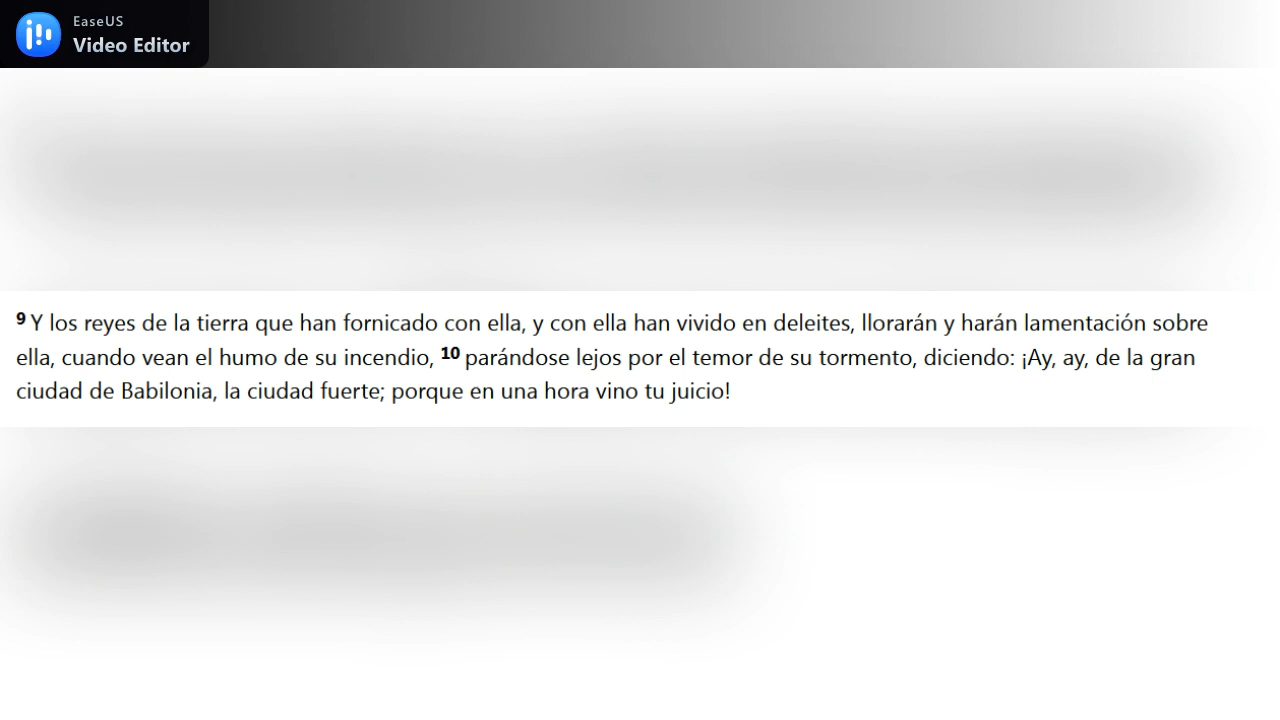 EaseUS
Video Editor
9 Y los reyes de la tierra que han fornicado con ella, y con ella han vivido en deleites, llorarán y harán lamentación sobre
ella, cuando vean el humo de su incendio, 10 parándose lejos por el temor de su tormento, diciendo: ¡Ay, ay, de la gran
ciudad de Babilonia, la ciudad fuerte; porque en una hora vino tu juicio!